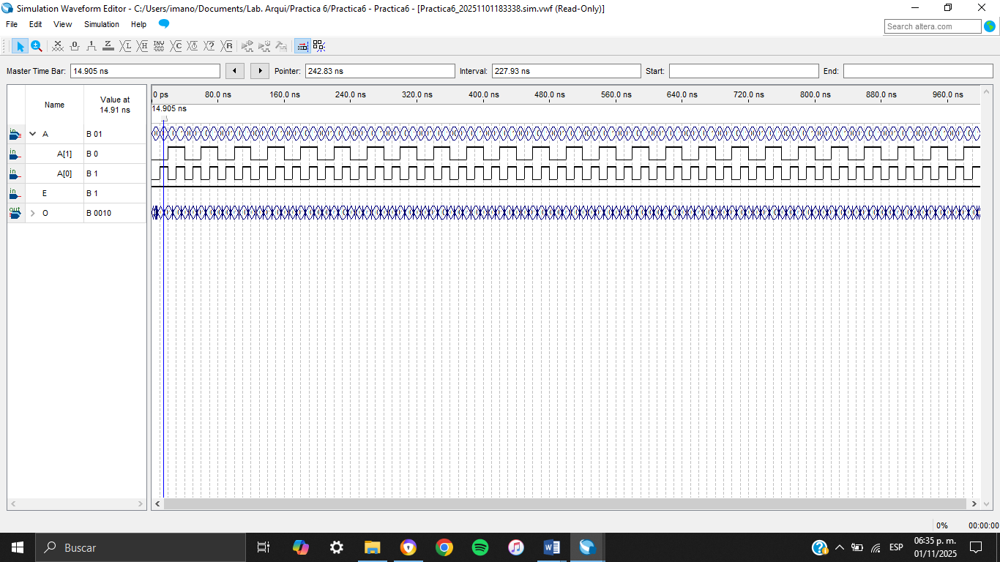 Simulation Waveform Editor - C:/Users/imano/Documents/Lab. Arqui/Practica 6/Practica6 - Practica6 - [Practica6_20251101183338.sim.vwf (Read-Only)]
File Edit View Simulation Help
Search altera.com
Master Time Bar: 14.905 ns Pointer: 242.83 ns Interval: 227.93 ns Start: End:
Name Value at 14.91 ns
0 ps 80.0 ns 160.0 ns 240.0 ns 320.0 ns 400.0 ns 480.0 ns 560.0 ns 640.0 ns 720.0 ns 800.0 ns 880.0 ns 960.0 ns
14.905 ns
in A B 01
in A[1] B 0
in A[0] B 1
in E B 1
out O B 0010
0% 00:00:00
Buscar
ESP
06:35 p. m.
01/11/2025